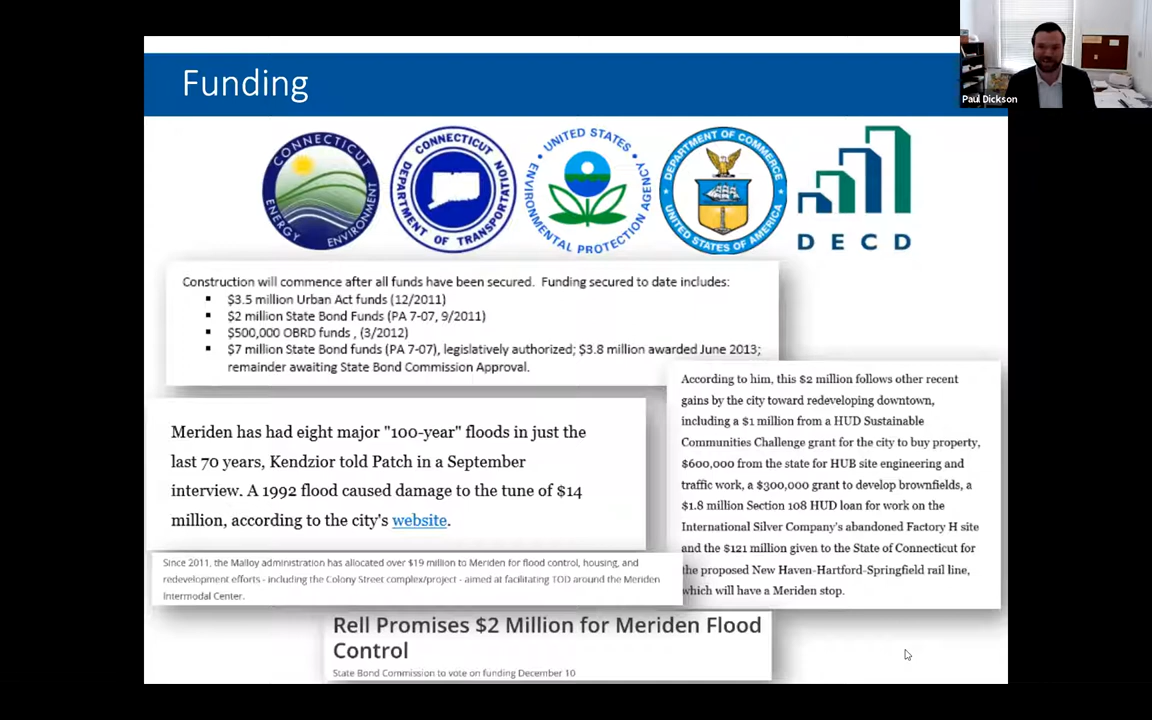 Paul Dickson
Funding
CONNECTICUT
ENERGY ENVIRONMENT
CONNECTICUT
DEPARTMENT OF TRANSPORTATION
UNITED STATES
ENVIRONMENTAL PROTECTION AGENCY
DEPARTMENT OF COMMERCE
UNITED STATES OF AMERICA
DECD
Construction will commence after all funds have been secured. Funding secured to date includes:
▪ $3.5 million Urban Act funds (12/2011)
▪ $2 million State Bond Funds (PA 7-07, 9/2011)
▪ $500,000 OBRD funds , (3/2012)
▪ $7 million State Bond funds (PA 7-07), legislatively authorized; $3.8 million awarded June 2013;
remainder awaiting State Bond Commission Approval.
According to him, this $2 million follows other recent
gains by the city toward redeveloping downtown,
including a $1 million from a HUD Sustainable
Communities Challenge grant for the city to buy property,
$600,000 from the state for HUB site engineering and
traffic work, a $300,000 grant to develop brownfields, a
$1.8 million Section 108 HUD loan for work on the
International Silver Company's abandoned Factory H site
and the $121 million given to the State of Connecticut for
the proposed New Haven-Hartford-Springfield rail line,
which will have a Meriden stop.
Meriden has had eight major "100-year" floods in just the
last 70 years, Kendzior told Patch in a September
interview. A 1992 flood caused damage to the tune of $14
million, according to the city's website.
Since 2011, the Malloy administration has allocated over $19 million to Meriden for flood control, housing, and
redevelopment efforts - including the Colony Street complex/project - aimed at facilitating TOD around the Meriden
Intermodal Center.
Rell Promises $2 Million for Meriden Flood
Control
State Bond Commission to vote on funding December 10